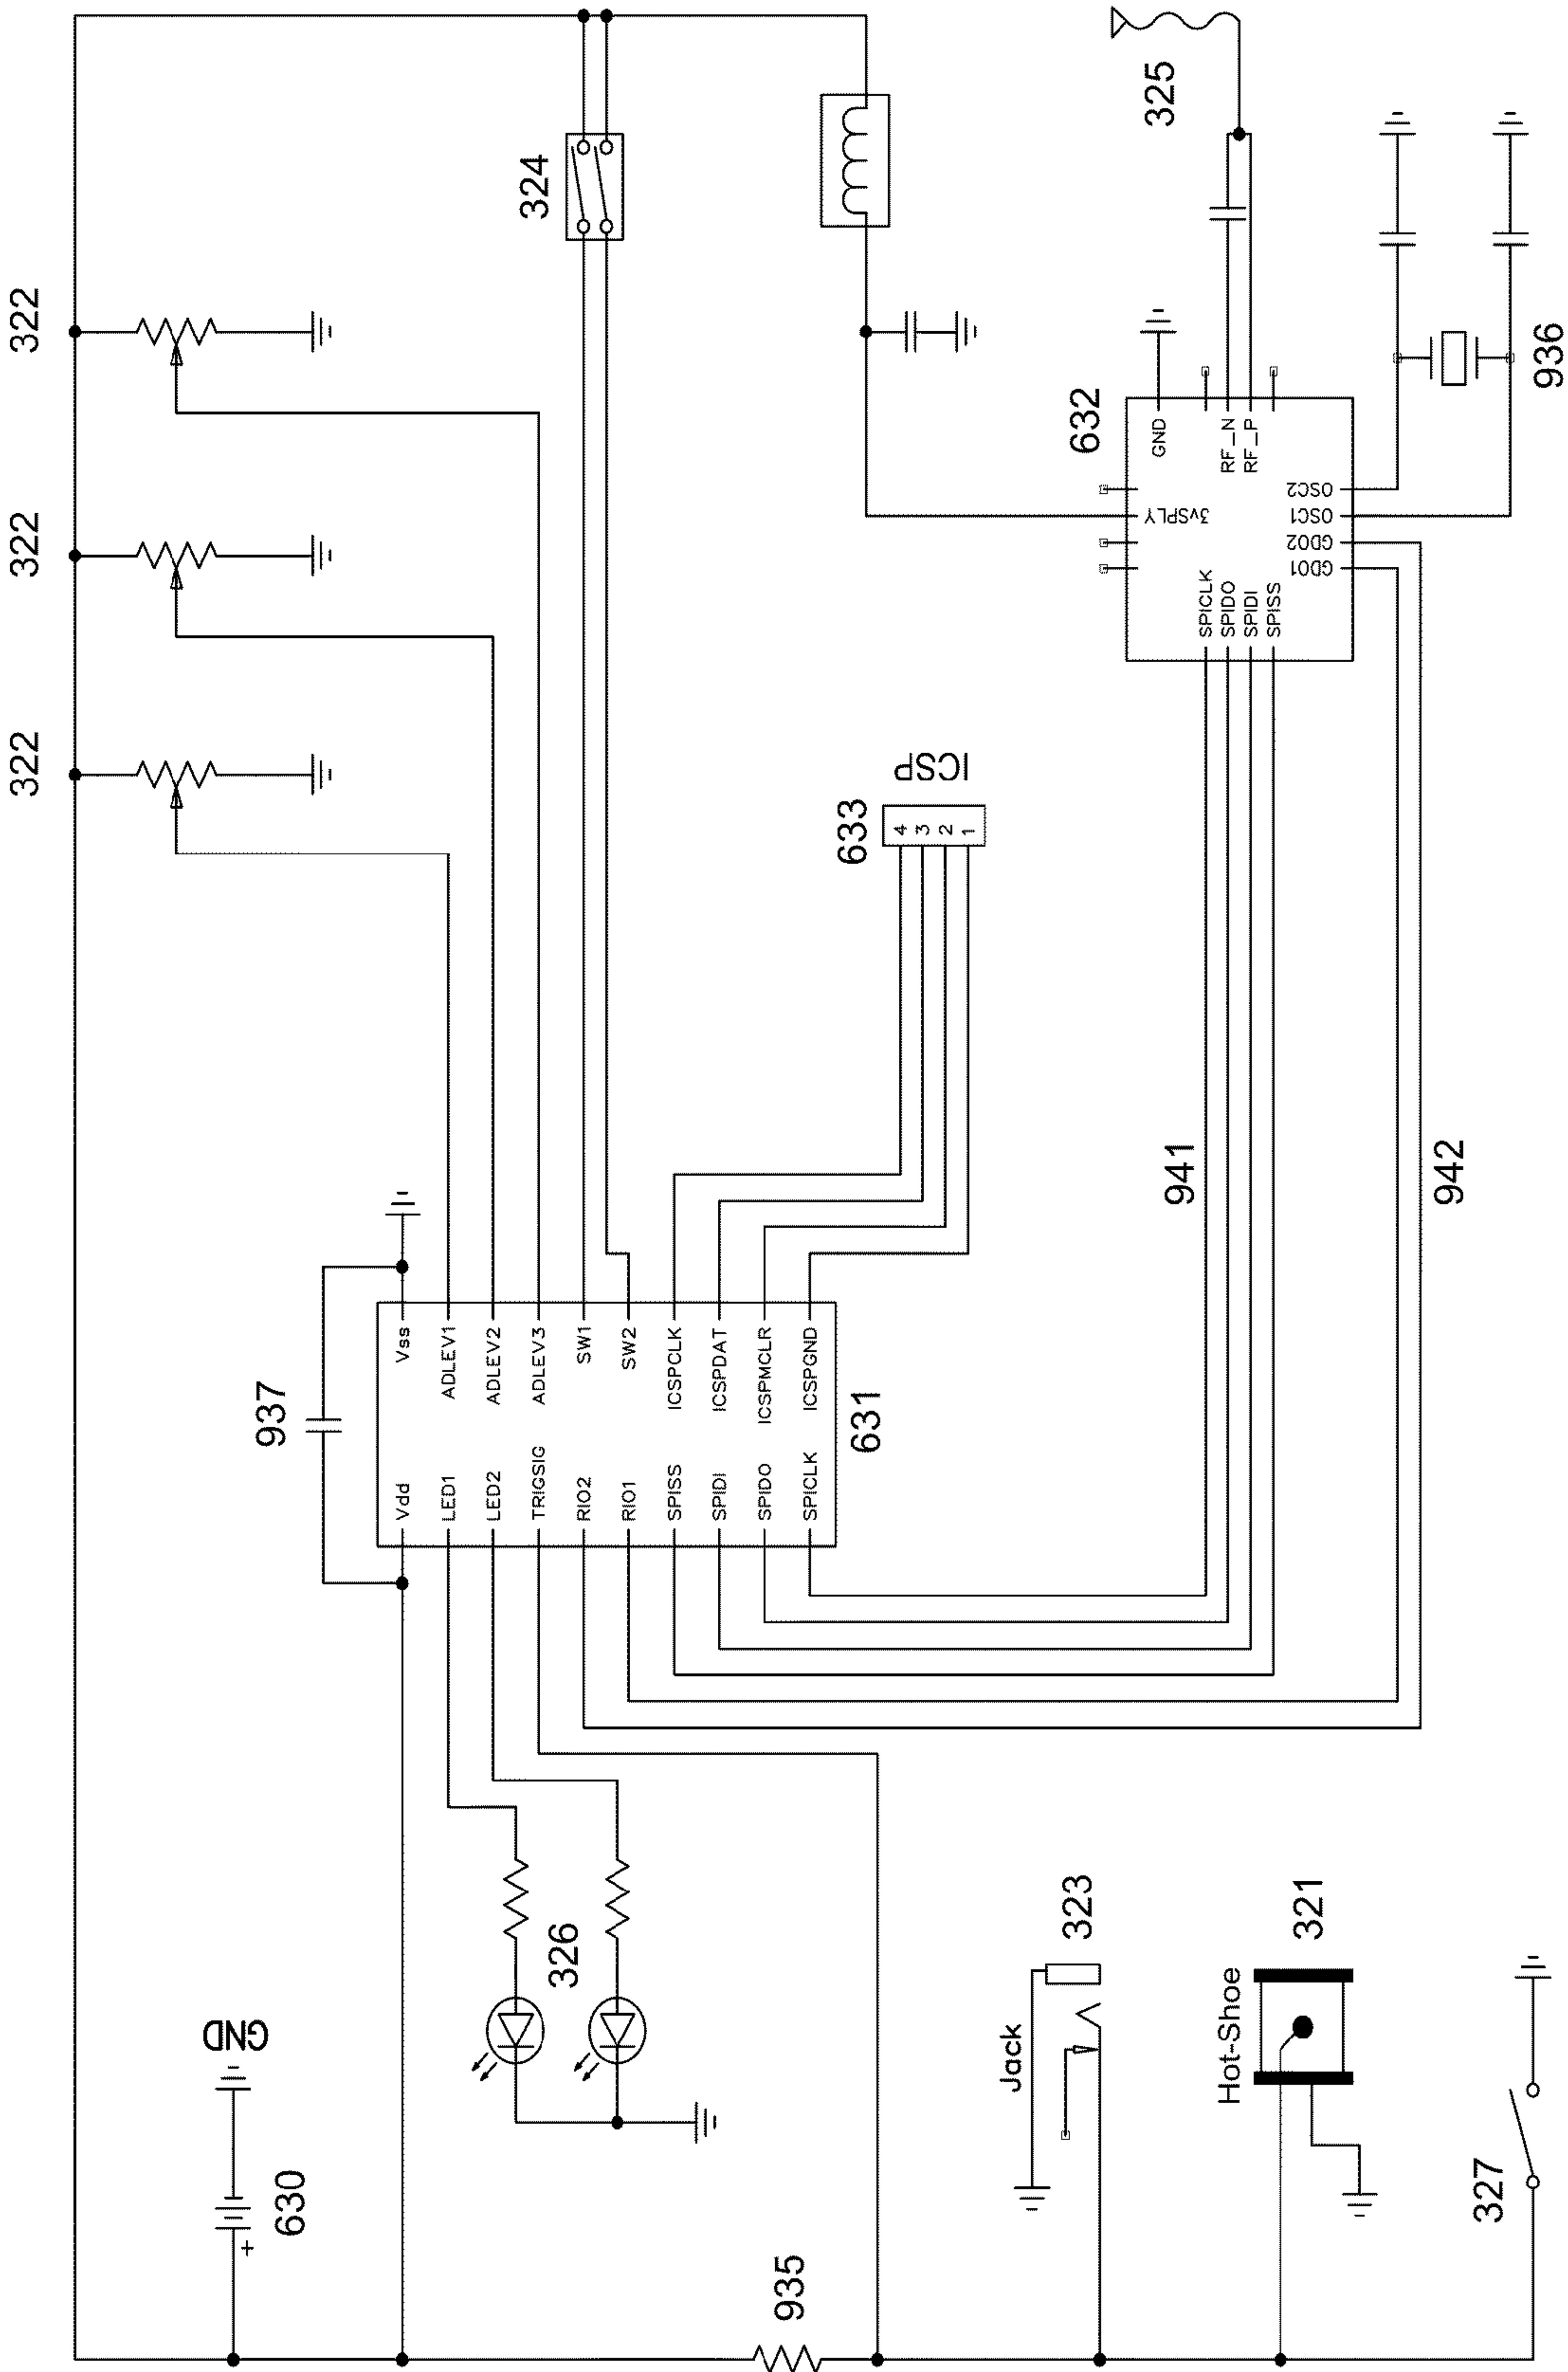 322
322
322
324
325
GND
+
630
937
Vdd
Vss
LED1
ADLEV1
LED2
ADLEV2
TRIGSIG
ADLEV3
RIO2
SW1
RIO1
SW2
SPISS
ICSPCLK
SPIDI
ICSPDAT
SPIDO
ICSPMCLR
SPICLK
ICSPGND
631
326
633
4
3
2
1
ICSP
632
GND
3vSPLY
RF_N
RF_P
SPICLK
SPIDO
SPIDI
SPISS
GDO1
GDO2
OSC1
OSC2
936
941
942
935
Jack
323
Hot-Shoe
321
327